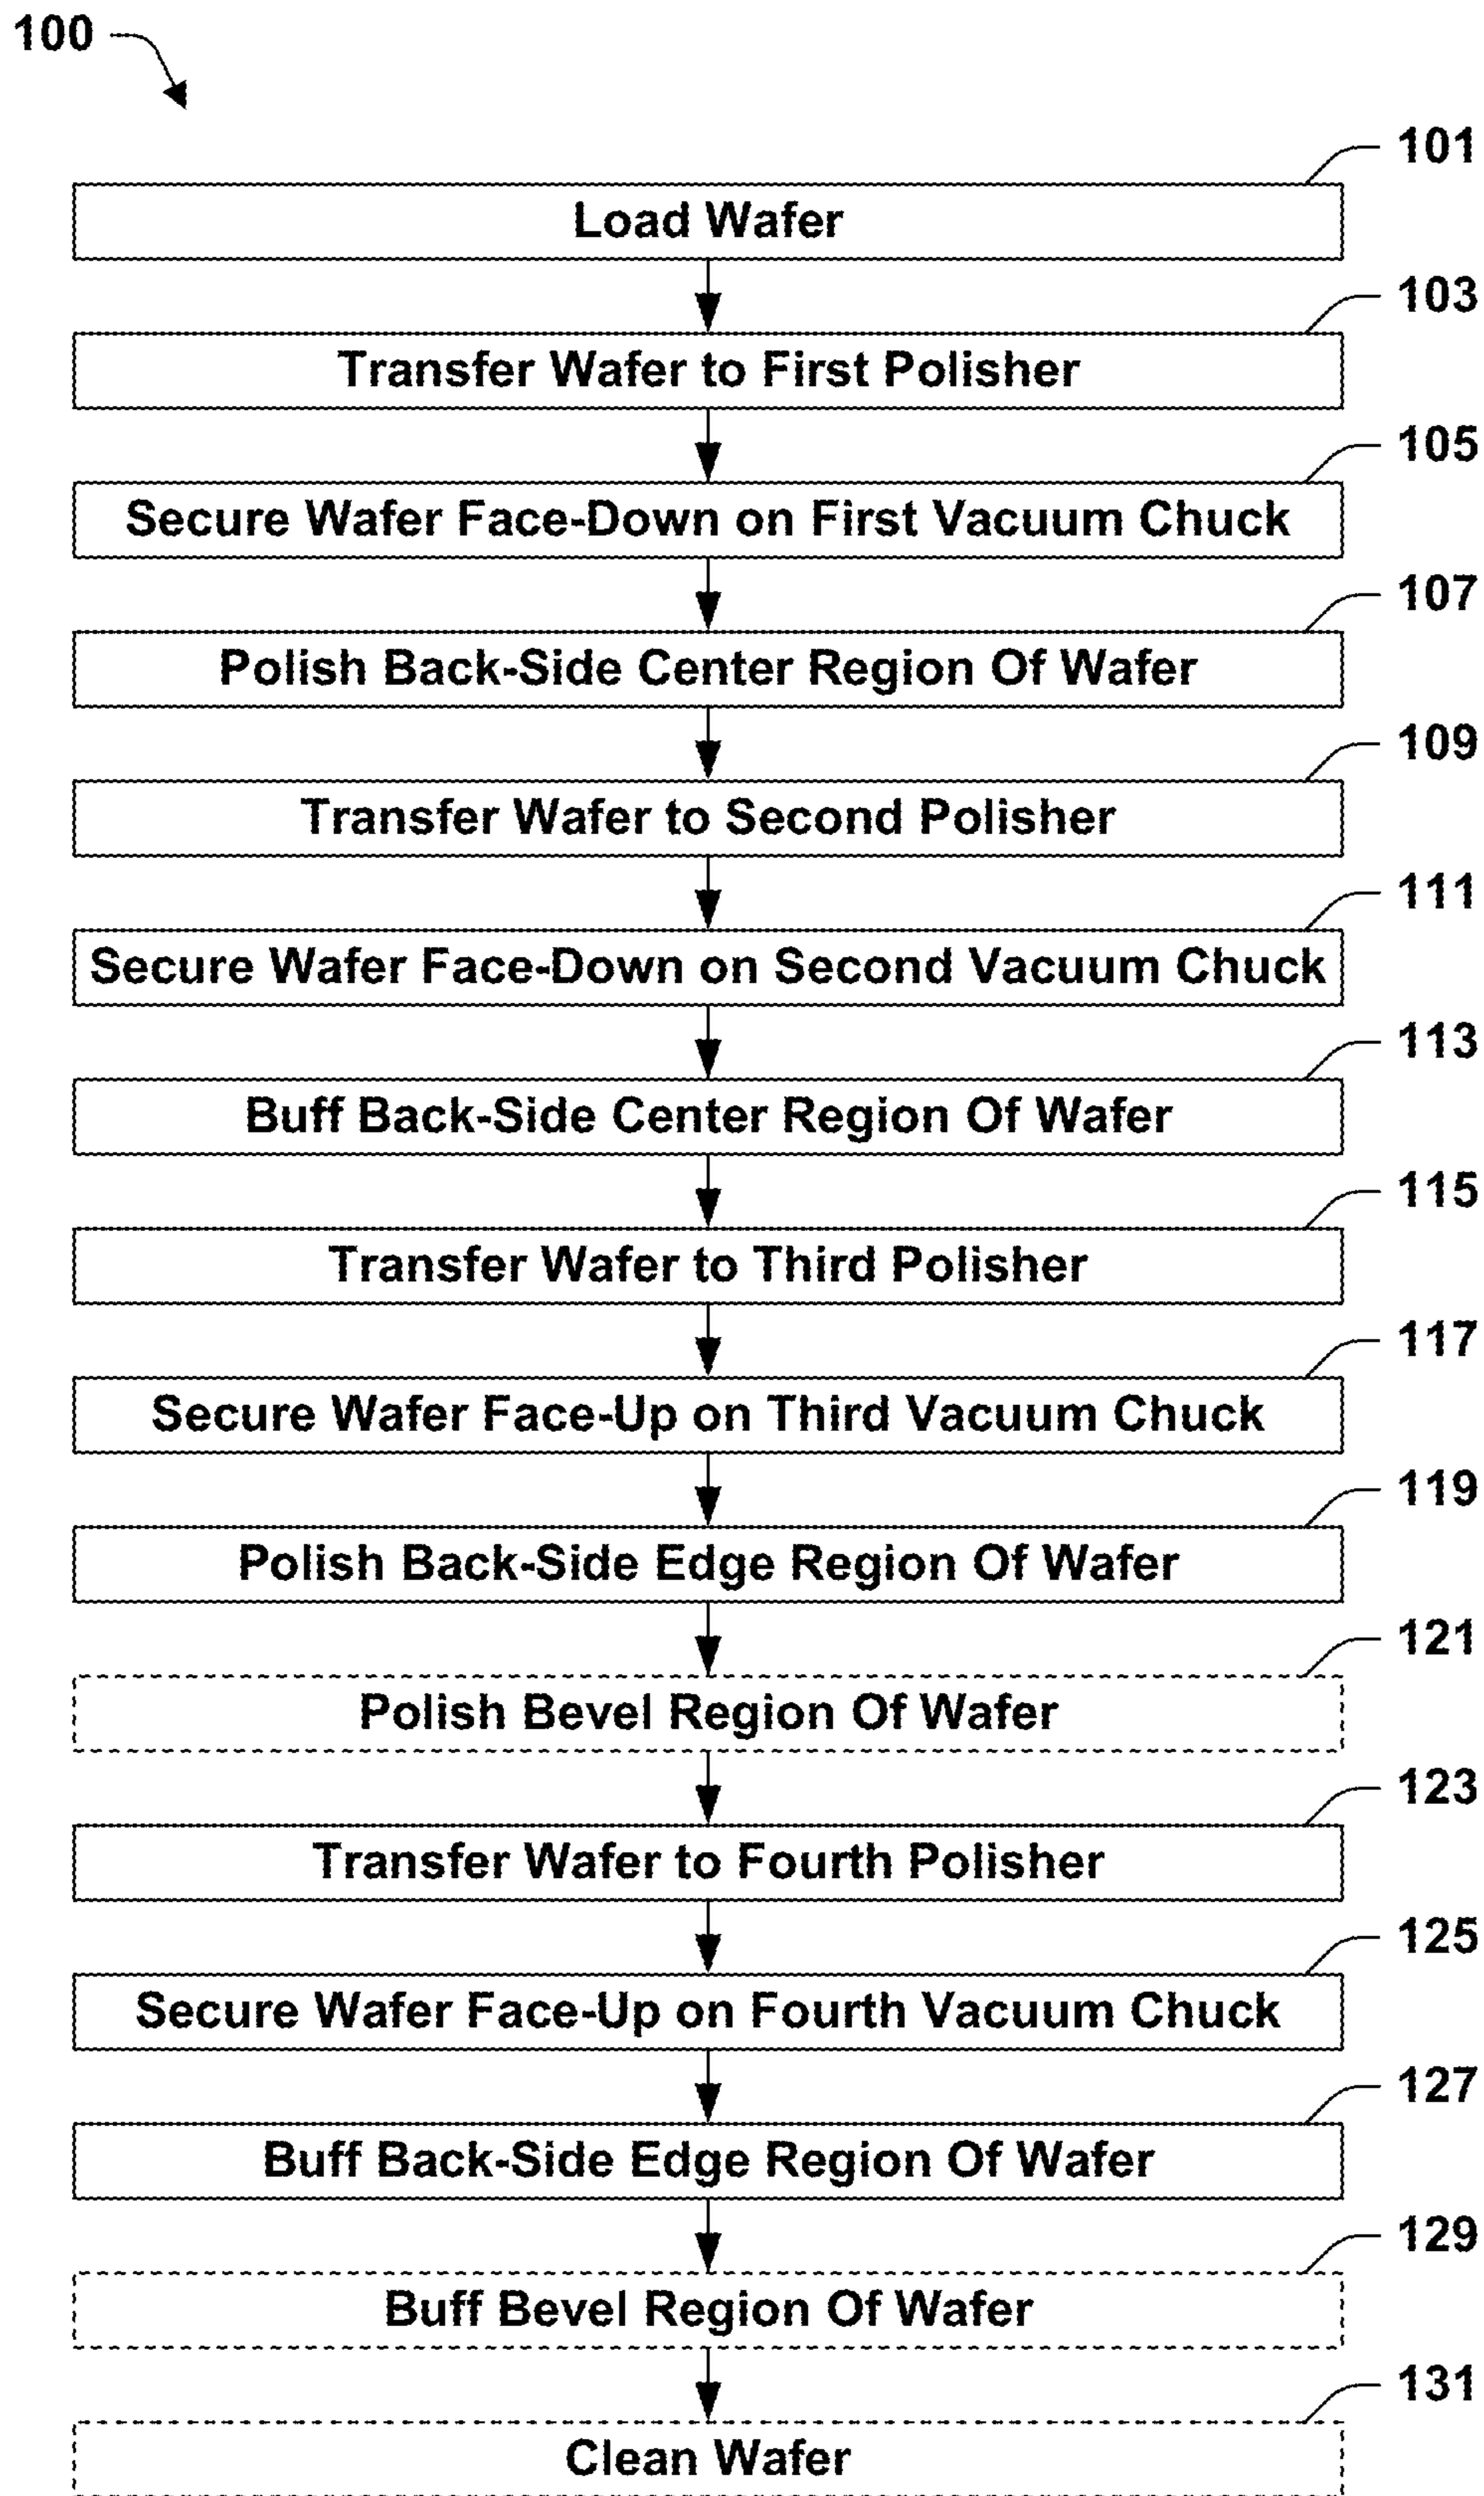 100
101
Load Wafer
103
Transfer Wafer to First Polisher
105
Secure Wafer Face-Down on First Vacuum Chuck
107
Polish Back-Side Center Region Of Wafer
109
Transfer Wafer to Second Polisher
111
Secure Wafer Face-Down on Second Vacuum Chuck
113
Buff Back-Side Center Region Of Wafer
115
Transfer Wafer to Third Polisher
117
Secure Wafer Face-Up on Third Vacuum Chuck
119
Polish Back-Side Edge Region Of Wafer
121
Polish Bevel Region Of Wafer
123
Transfer Wafer to Fourth Polisher
125
Secure Wafer Face-Up on Fourth Vacuum Chuck
127
Buff Back-Side Edge Region Of Wafer
129
Buff Bevel Region Of Wafer
131
Clean Wafer